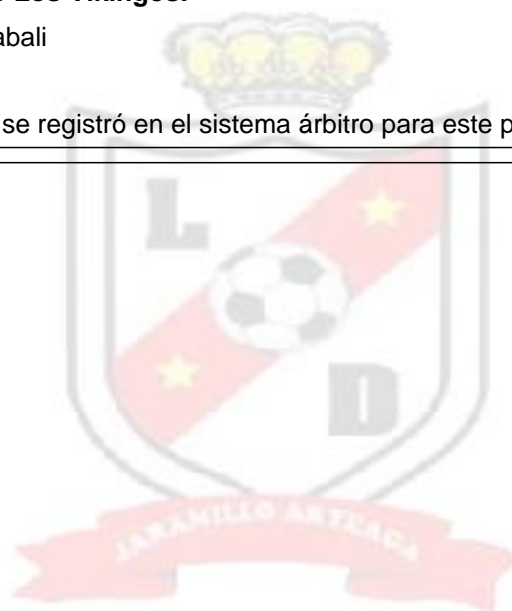 Los Vikingos.
abali
se registró en el sistema árbitro para este p
L
D
JARAMILLO ARTEAGA